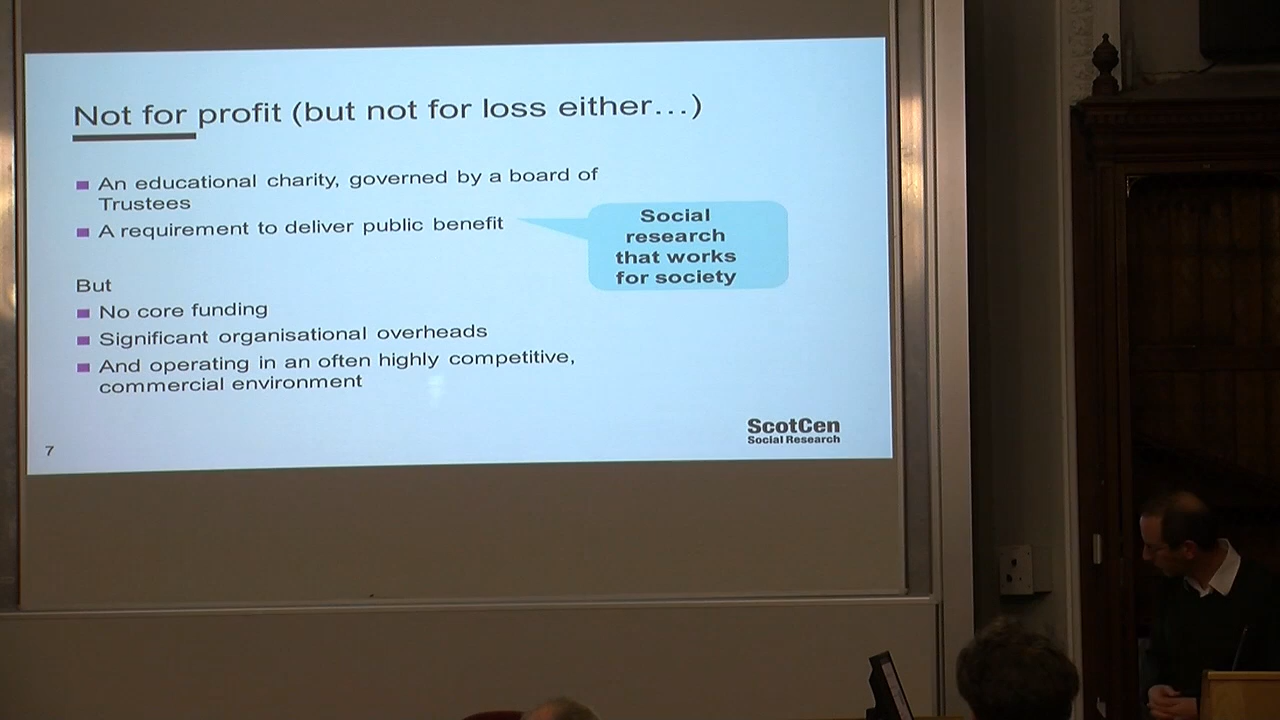 Not for profit (but not for loss either…)
An educational charity, governed by a board of
Trustees
A requirement to deliver public benefit
Social
research
that works
for society
But
No core funding
Significant organisational overheads
And operating in an often highly competitive,
commercial environment
ScotCen
Social Research
7